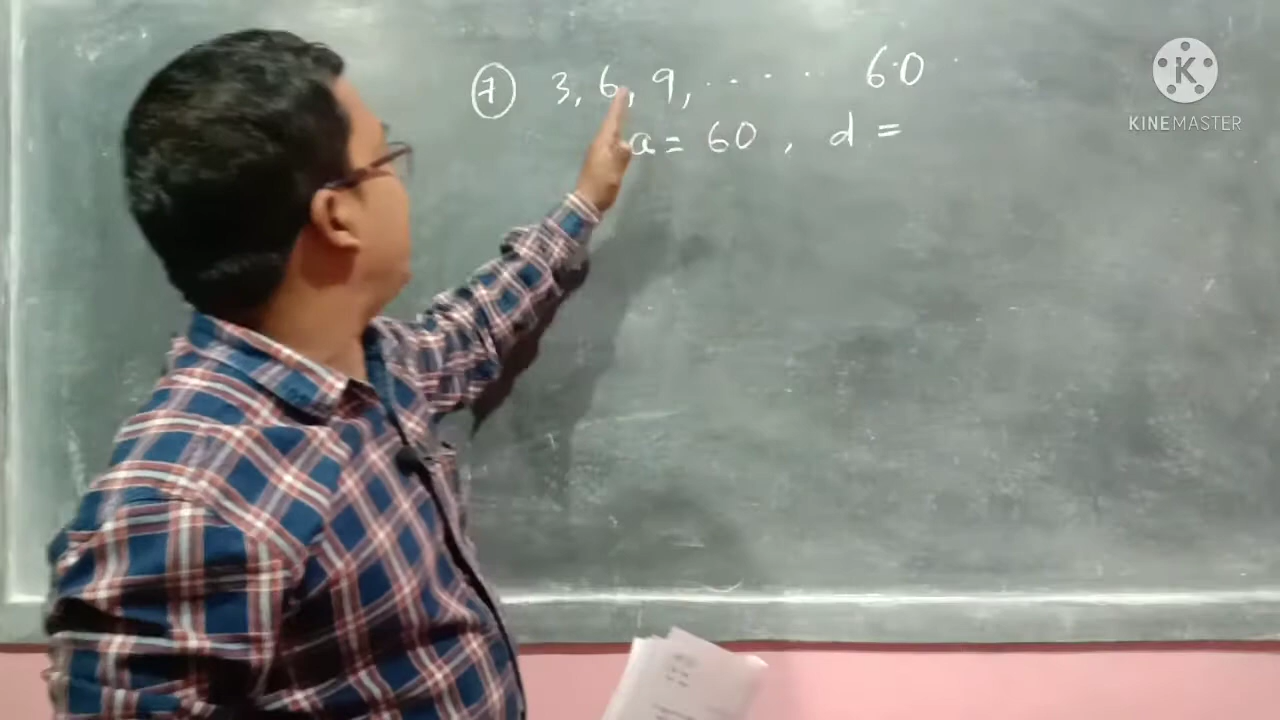 ⑦ 3, 6, 9, ..... 60.
a = 60, d =
K
KINEMASTER